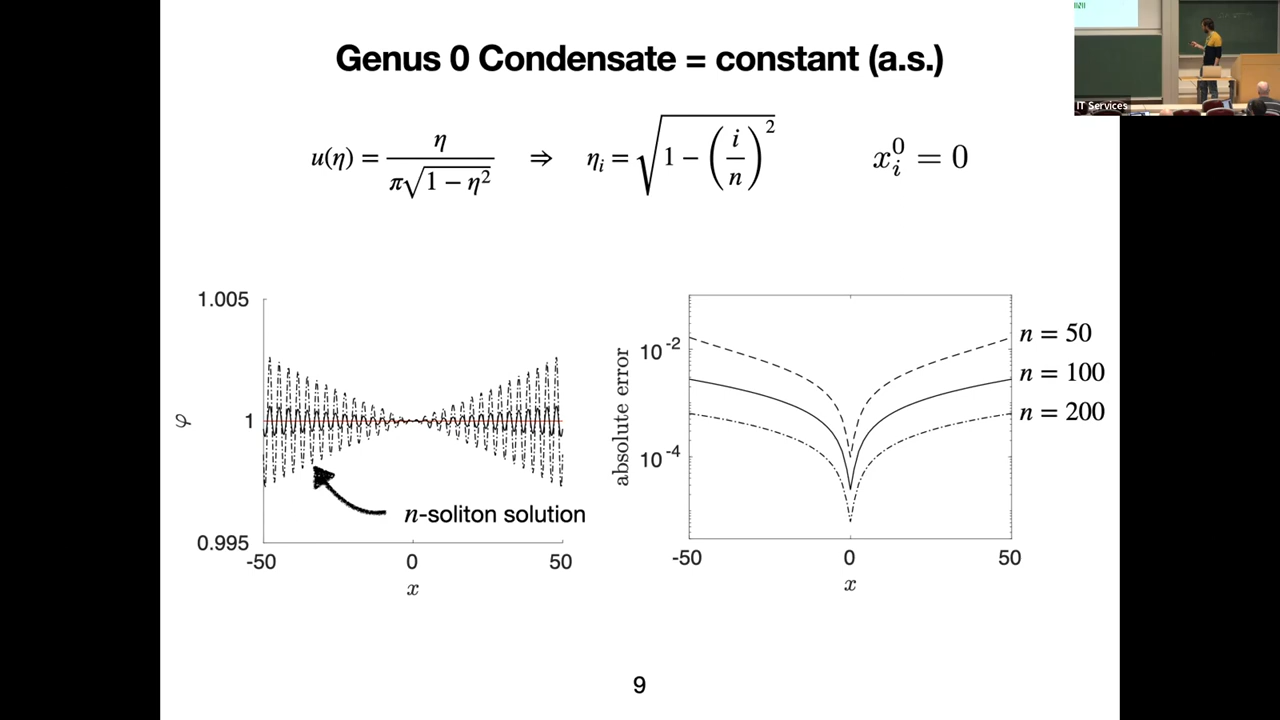 Genus 0 Condensate = constant (a.s.)
u(η) = η / (π√(1 − η²)) ⇒ η_i = √(1 − (i/n)²) x_i^0 = 0
1.005
1
0.995
φ
-50 0 50
x
n-soliton solution
absolute error
10^-2
10^-4
-50 0 50
x
n = 50
n = 100
n = 200
9
IT Services